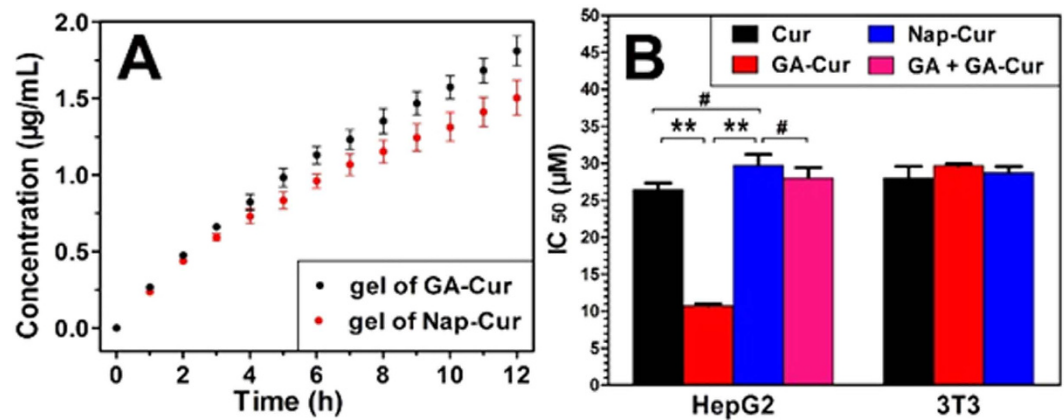 A
Concentration (μg/mL)
2.0
1.5
1.0
0.5
0.0
gel of GA-Cur
gel of Nap-Cur
0 2 4 6 8 10 12
Time (h)
B
IC 50 (μM)
50
45
40
35
30
25
20
15
10
5
0
Cur Nap-Cur
GA-Cur GA + GA-Cur
#
** ** #
HepG2 3T3